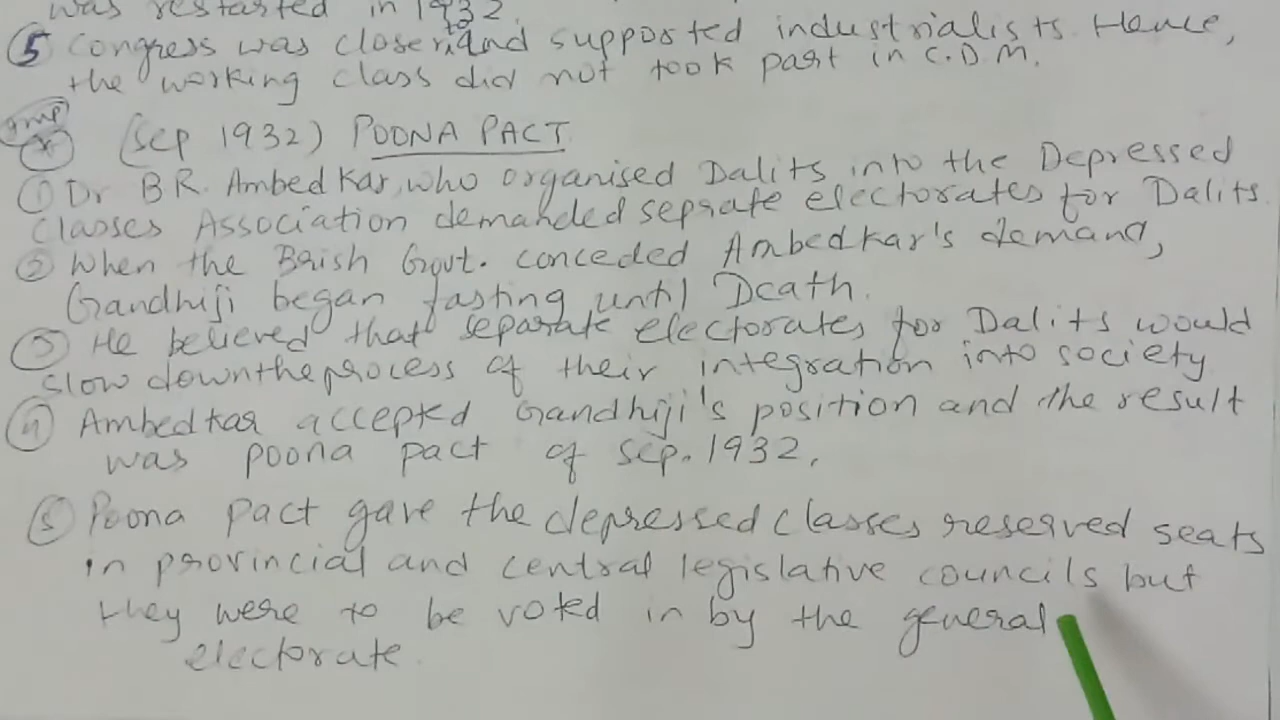 was restarted in 1932.
⑤ Congress was closer to and supported industrialists. Hence,
the working class did not took part in C.D.M.
Imp
* (Sep 1932) POONA PACT
① Dr B R. Ambedkar, who organised Dalits into the Depressed
Classes Association demanded seprate electorates for Dalits.
② When the Briish Govt. conceded Ambedkar's demand,
Gandhiji began fasting until Death.
③ He believed that separate electorates for Dalits would
slow down the process of their integration into society
④ Ambedkar accepted Gandhiji's position and the result
was poona pact of Sep. 1932.
⑤ Poona pact gave the depressed classes reserved seats
in provincial and central legislative councils but
they were to be voted in by the general
electorate.